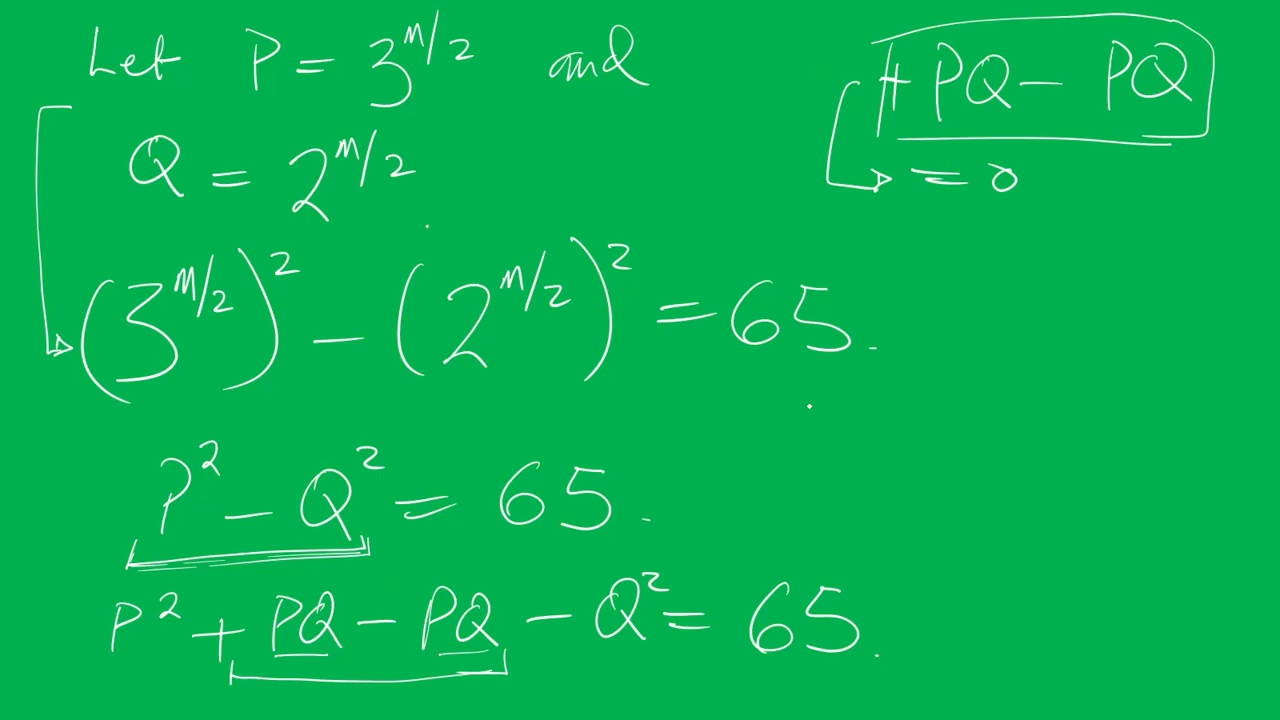 Let P = 3^{m/2} and
+ PQ - PQ
= 0
Q = 2^{m/2}
(3^{m/2})^2 - (2^{m/2})^2 = 65.
P^2 - Q^2 = 65.
P^2 + PQ - PQ - Q^2 = 65.